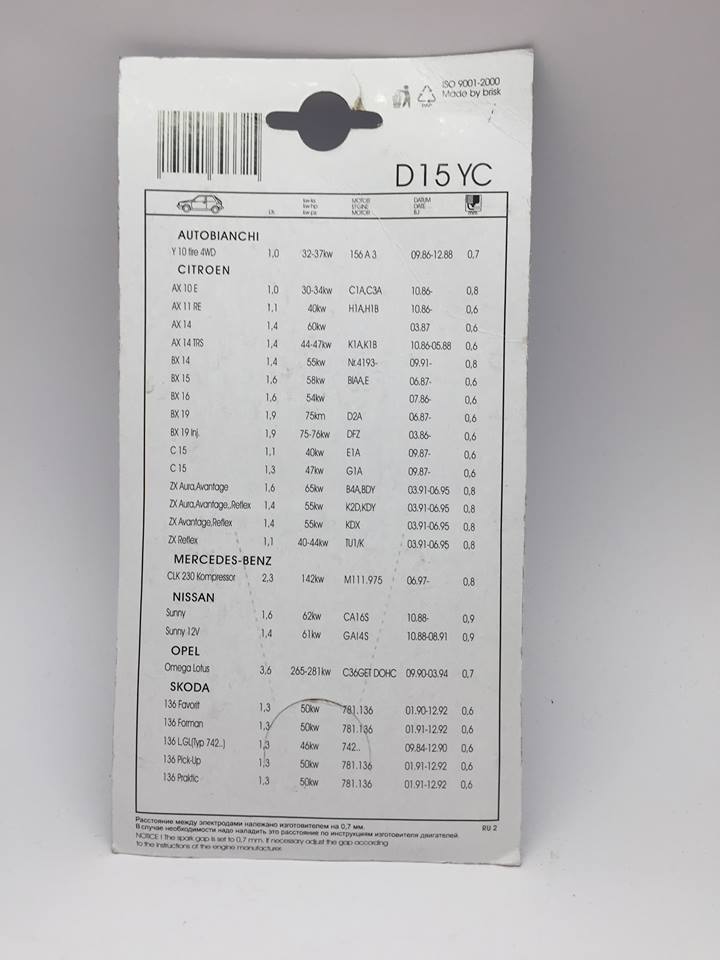 ISO 9001-2000
Made by brisk
PAP
D15YC
Lit. kw-ks kw-hp kw-ps MOTOR ENGINE MOTOR DATUM DATE BJ mm
AUTOBIANCHI
Y 10 fire 4WD 1,0 32-37kw 156 A 3 09.86-12.88 0,7
CITROEN
AX 10 E 1,0 30-34kw C1A,C3A 10.86- 0,8
AX 11 RE 1,1 40kw H1A,H1B 10.86- 0,6
AX 14 1,4 60kw 03.87 0,6
AX 14 TRS 1,4 44-47kw K1A,K1B 10.86-05.88 0,6
BX 14 1,4 55kw Nr.4193- 09.91- 0,8
BX 15 1,6 58kw BIAA,E 06.87- 0,6
BX 16 1,6 54kw 07.86- 0,6
BX 19 1,9 75km D2A 06.87- 0,6
BX 19 Inj. 1,9 75-76kw DFZ 03.86- 0,6
C 15 1,1 40kw E1A 09.87- 0,6
C 15 1,3 47kw G1A 09.87- 0,6
ZX Aura,Avantage 1,6 65kw B4A,BDY 03.91-06.95 0,8
ZX Aura,Avantage,,Reflex 1,4 55kw K2D,KDY 03.91-06.95 0,8
ZX Avantage,Reflex 1,4 55kw KDX 03.91-06.95 0,8
ZX Reflex 1,1 40-44kw TU1/K 03.91-06.95 0,8
MERCEDES-BENZ
CLK 230 Kompressor 2,3 142kw M111.975 06.97- 0,8
NISSAN
Sunny 1,6 62kw CA16S 10.88- 0,9
Sunny 12V 1,4 61kw GAI4S 10.88-08.91 0,9
OPEL
Omega Lotus 3,6 265-281kw C36GET DOHC 09.90-03.94 0,7
SKODA
136 Favorit 1,3 50kw 781.136 01.90-12.92 0,6
136 Forman 1,3 50kw 781.136 01.91-12.92 0,6
136 LGL(Typ 742..) 1,3 46kw 742.. 09.84-12.90 0,6
136 Pick-Up 1,3 50kw 781.136 01.91-12.92 0,6
136 Praktic 1,3 50kw 781.136 01.91-12.92 0,6
Расстояние между электродами належано изготовителем на 0,7 мм.
В случае необходимости надо наладить это расстояние по инструкциям изготовителя двигателей.
RU 2
NOTICE ! The spark gap is set to 0,7 mm. If necessary adjust the gap according
to the instructions of the engine manufacturer.